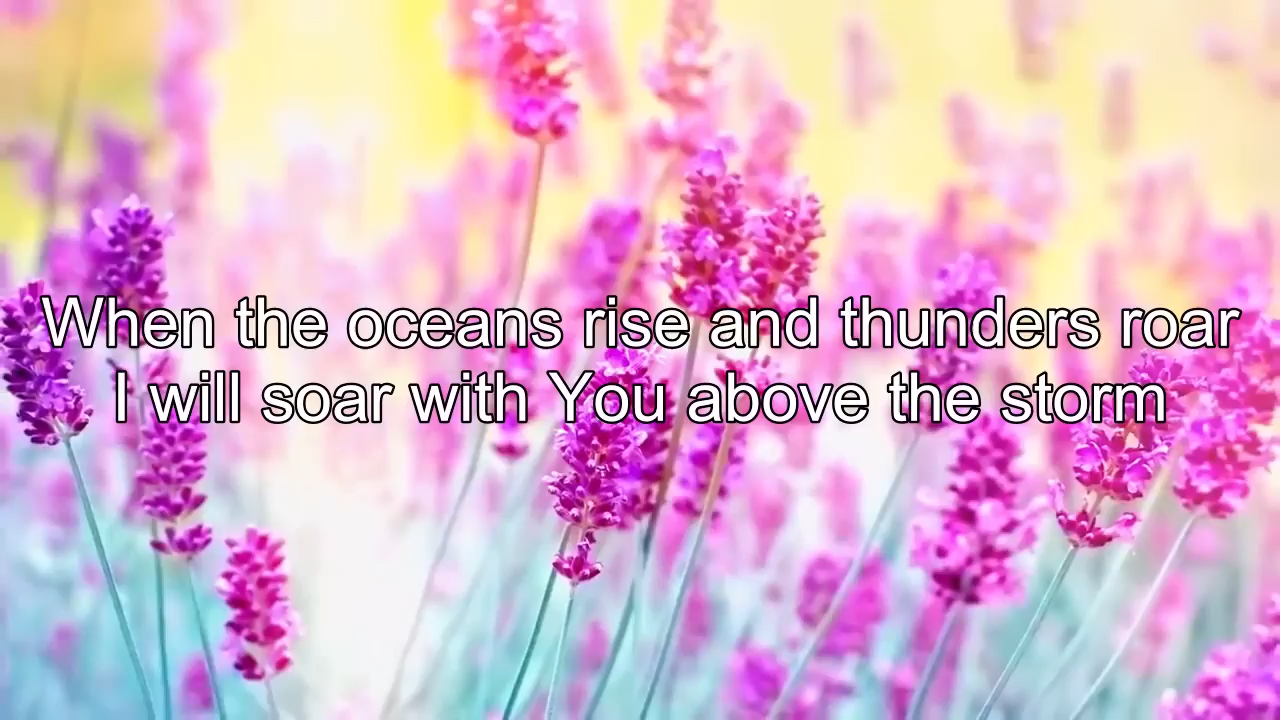 When the oceans rise and thunders roar
I will soar with You above the storm